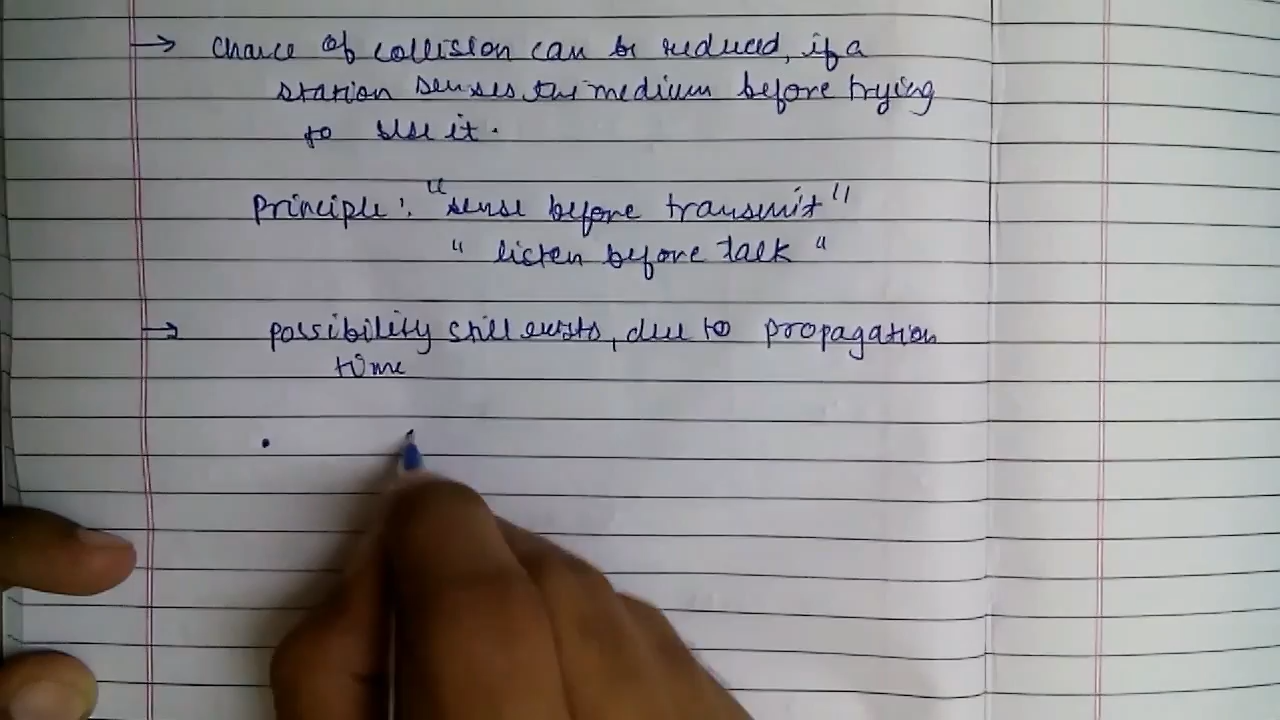 → Chance of collision can be reduced, if a
station senses the medium before trying
to use it.
Principle: "sense before transmit"
"listen before talk"
→ possibility still exists, due to propagation
time